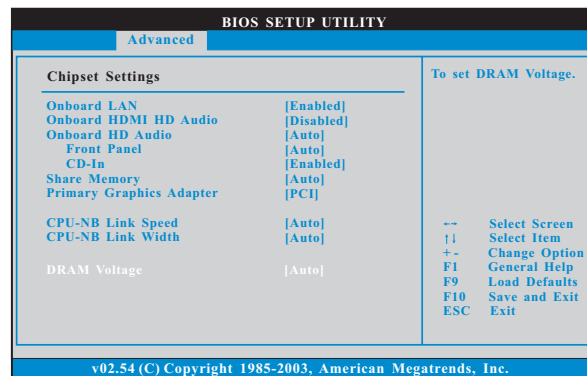 BIOS SETUP UTILITY
Advanced
Chipset Settings
Onboard LAN [Enabled]
Onboard HDMI HD Audio [Disabled]
Onboard HD Audio [Auto]
Front Panel [Auto]
CD-In [Enabled]
Share Memory [Auto]
Primary Graphics Adapter [PCI]
CPU-NB Link Speed [Auto]
CPU-NB Link Width [Auto]
DRAM Voltage [Auto]
To set DRAM Voltage.
←→ Select Screen
↑↓ Select Item
+ - Change Option
F1 General Help
F9 Load Defaults
F10 Save and Exit
ESC Exit
v02.54 (C) Copyright 1985-2003, American Megatrends, Inc.